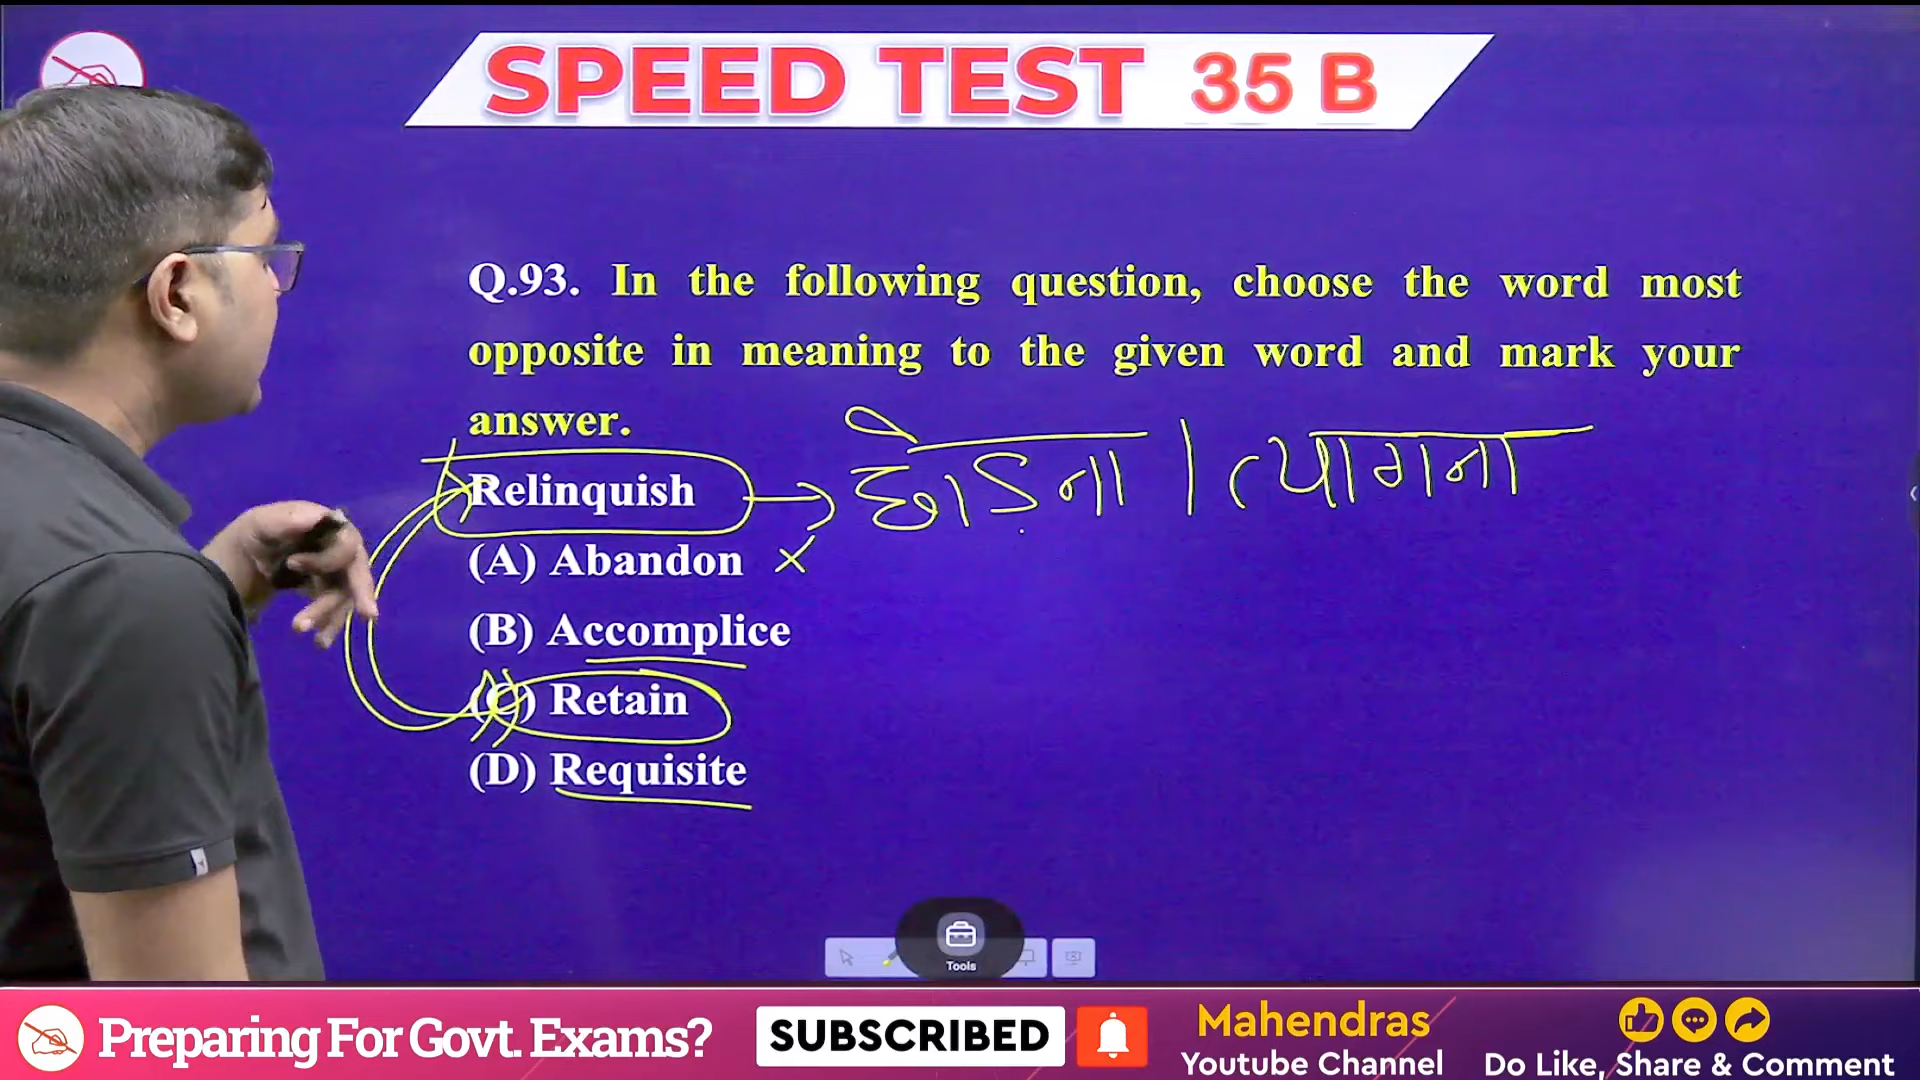 SPEED TEST 35 B
Q.93. In the following question, choose the word most
opposite in meaning to the given word and mark your
answer.
Relinquish → छोड़ना | त्यागना
(A) Abandon ×
(B) Accomplice
(C) Retain
(D) Requisite
Tools
Preparing For Govt. Exams?
SUBSCRIBED
Mahendras
Youtube Channel
Do Like, Share & Comment